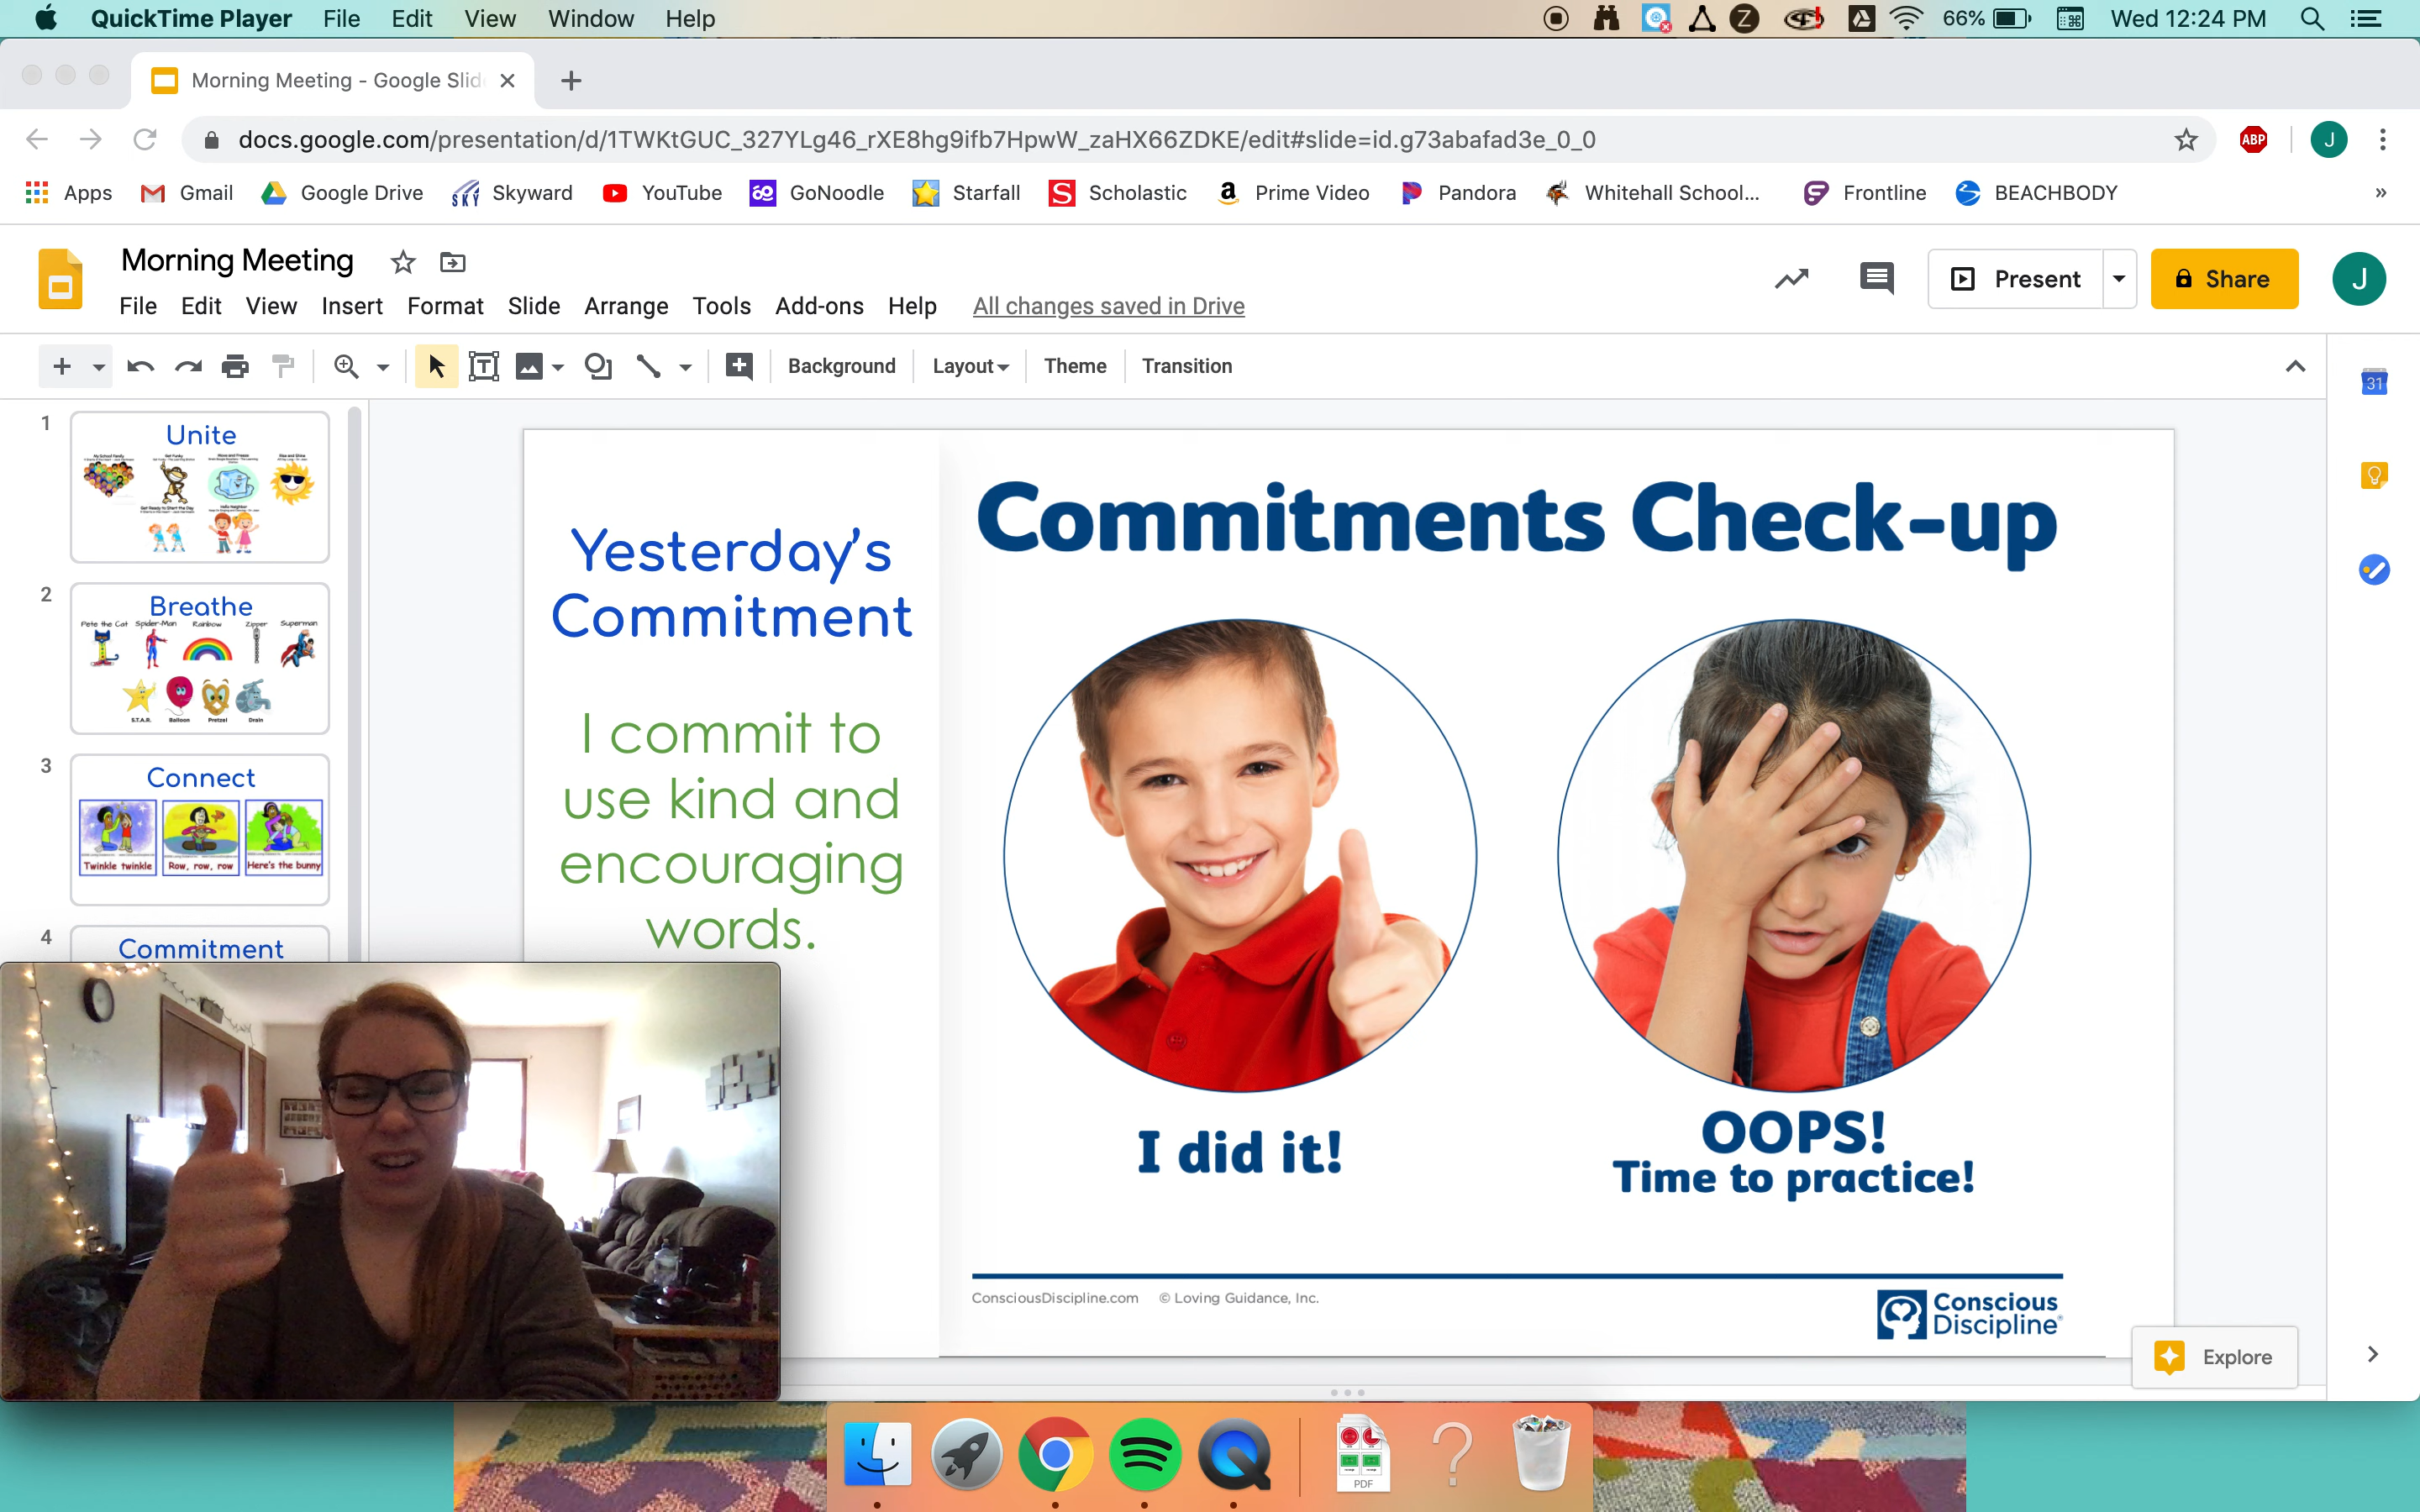 QuickTime Player File Edit View Window Help 66% Wed 12:24 PM
Morning Meeting - Google Slid
docs.google.com/presentation/d/1TWKtGUC_327YLg46_rXE8hg9ifb7HpwW_zaHX66ZDKE/edit#slide=id.g73abafad3e_0_0 ABP J
Apps Gmail Google Drive SKY Skyward YouTube GoNoodle Starfall S Scholastic a Prime Video Pandora Whitehall School... Frontline BEACHBODY »
Morning Meeting
File Edit View Insert Format Slide Arrange Tools Add-ons Help All changes saved in Drive
Present Share J
Background Layout Theme Transition
31
1
Unite
My School Family Get Funky Move and Freeze Rise and Shine
Get Ready to Start the Day Hello Neighbor
2
Breathe
Pete the Cat Spider-Man Rainbow Zipper Superman
S.T.A.R. Balloon Pretzel Drain
3
Connect
Twinkle twinkle Row, row, row Here's the bunny
4
Commitment
Yesterday's
Commitment
I commit to
use kind and
encouraging
words.
Commitments Check-up
I did it!
OOPS!
Time to practice!
ConsciousDiscipline.com © Loving Guidance, Inc.
Conscious
Discipline®
Explore
PDF